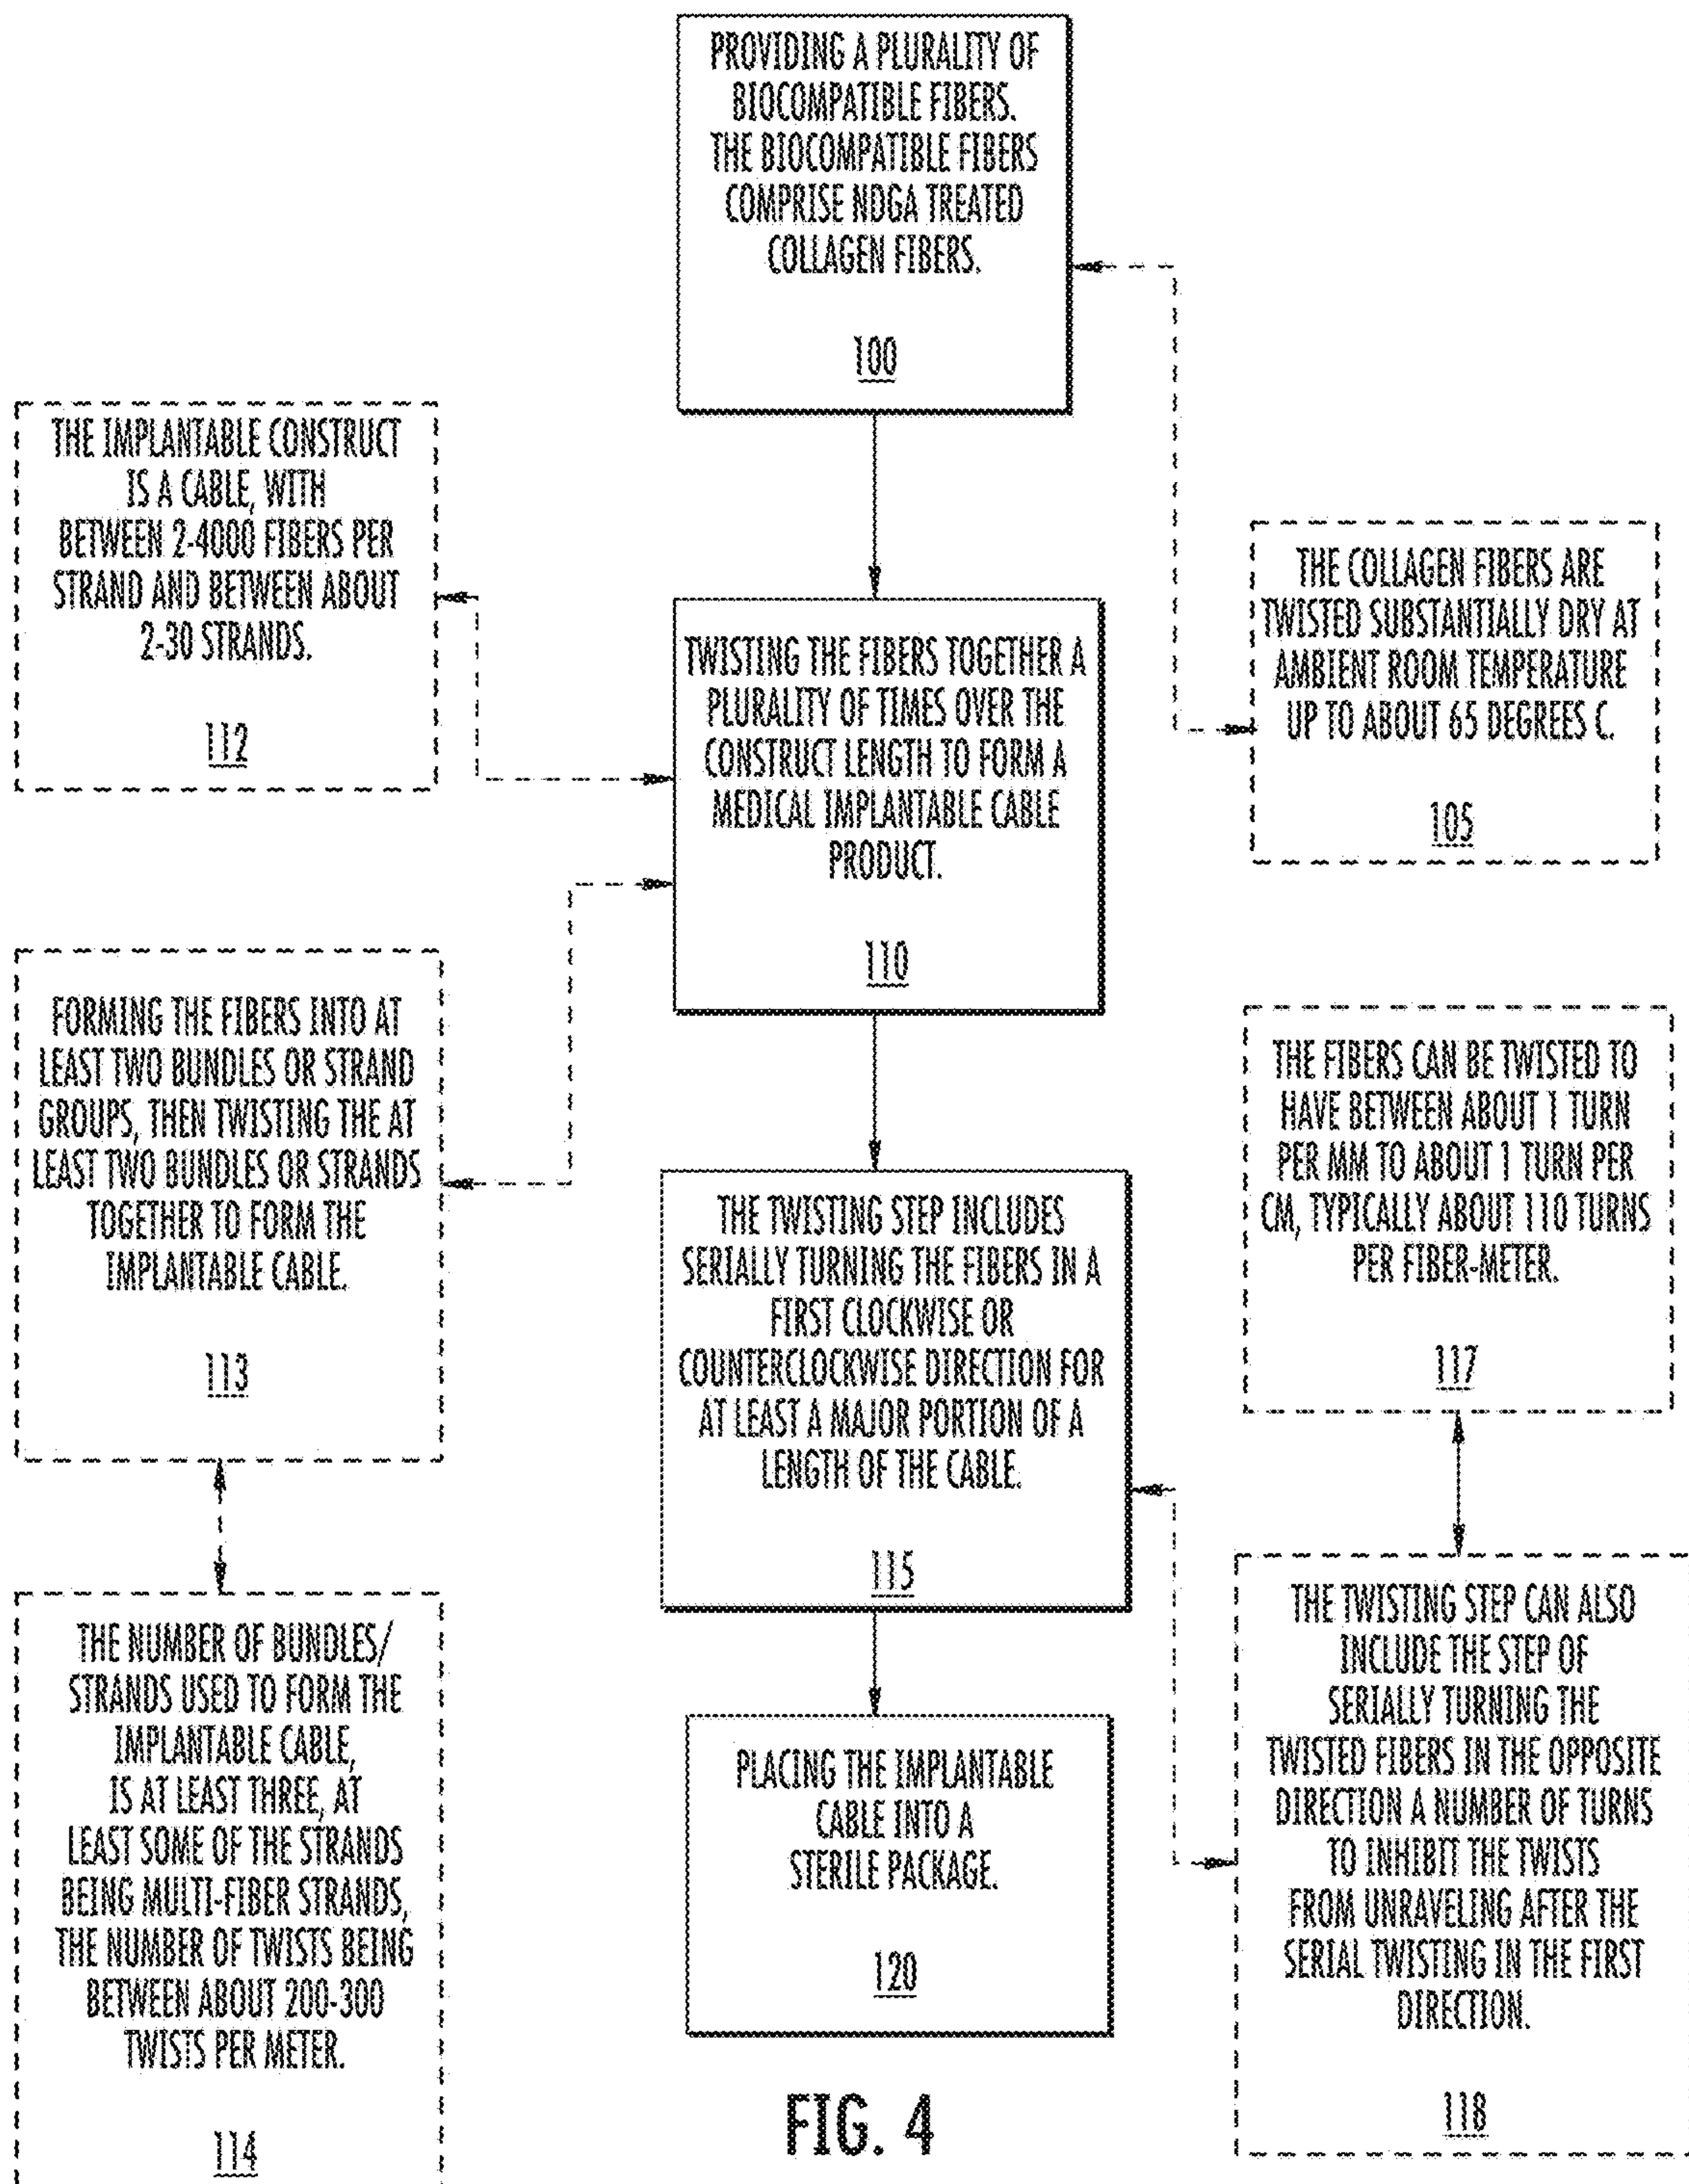 PROVIDING A PLURALITY OF
BIOCOMPATIBLE FIBERS.
THE BIOCOMPATIBLE FIBERS
COMPRISE NDGA TREATED
COLLAGEN FIBERS.
100
THE IMPLANTABLE CONSTRUCT
IS A CABLE, WITH
BETWEEN 2-4000 FIBERS PER
STRAND AND BETWEEN ABOUT
2-30 STRANDS.
112
THE COLLAGEN FIBERS ARE
TWISTED SUBSTANTIALLY DRY AT
AMBIENT ROOM TEMPERATURE
UP TO ABOUT 65 DEGREES C.
105
TWISTING THE FIBERS TOGETHER A
PLURALITY OF TIMES OVER THE
CONSTRUCT LENGTH TO FORM A
MEDICAL IMPLANTABLE CABLE
PRODUCT.
110
FORMING THE FIBERS INTO AT
LEAST TWO BUNDLES OR STRAND
GROUPS, THEN TWISTING THE AT
LEAST TWO BUNDLES OR STRANDS
TOGETHER TO FORM THE
IMPLANTABLE CABLE.
113
THE FIBERS CAN BE TWISTED TO
HAVE BETWEEN ABOUT 1 TURN
PER MM TO ABOUT 1 TURN PER
CM, TYPICALLY ABOUT 110 TURNS
PER FIBER-METER.
117
THE TWISTING STEP INCLUDES
SERIALLY TURNING THE FIBERS IN A
FIRST CLOCKWISE OR
COUNTERCLOCKWISE DIRECTION FOR
AT LEAST A MAJOR PORTION OF A
LENGTH OF THE CABLE.
115
THE NUMBER OF BUNDLES/
STRANDS USED TO FORM THE
IMPLANTABLE CABLE,
IS AT LEAST THREE, AT
LEAST SOME OF THE STRANDS
BEING MULTI-FIBER STRANDS,
THE NUMBER OF TWISTS BEING
BETWEEN ABOUT 200-300
TWISTS PER METER.
114
THE TWISTING STEP CAN ALSO
INCLUDE THE STEP OF
SERIALLY TURNING THE
TWISTED FIBERS IN THE OPPOSITE
DIRECTION A NUMBER OF TURNS
TO INHIBIT THE TWISTS
FROM UNRAVELING AFTER THE
SERIAL TWISTING IN THE FIRST
DIRECTION.
118
PLACING THE IMPLANTABLE
CABLE INTO A
STERILE PACKAGE.
120
FIG. 4